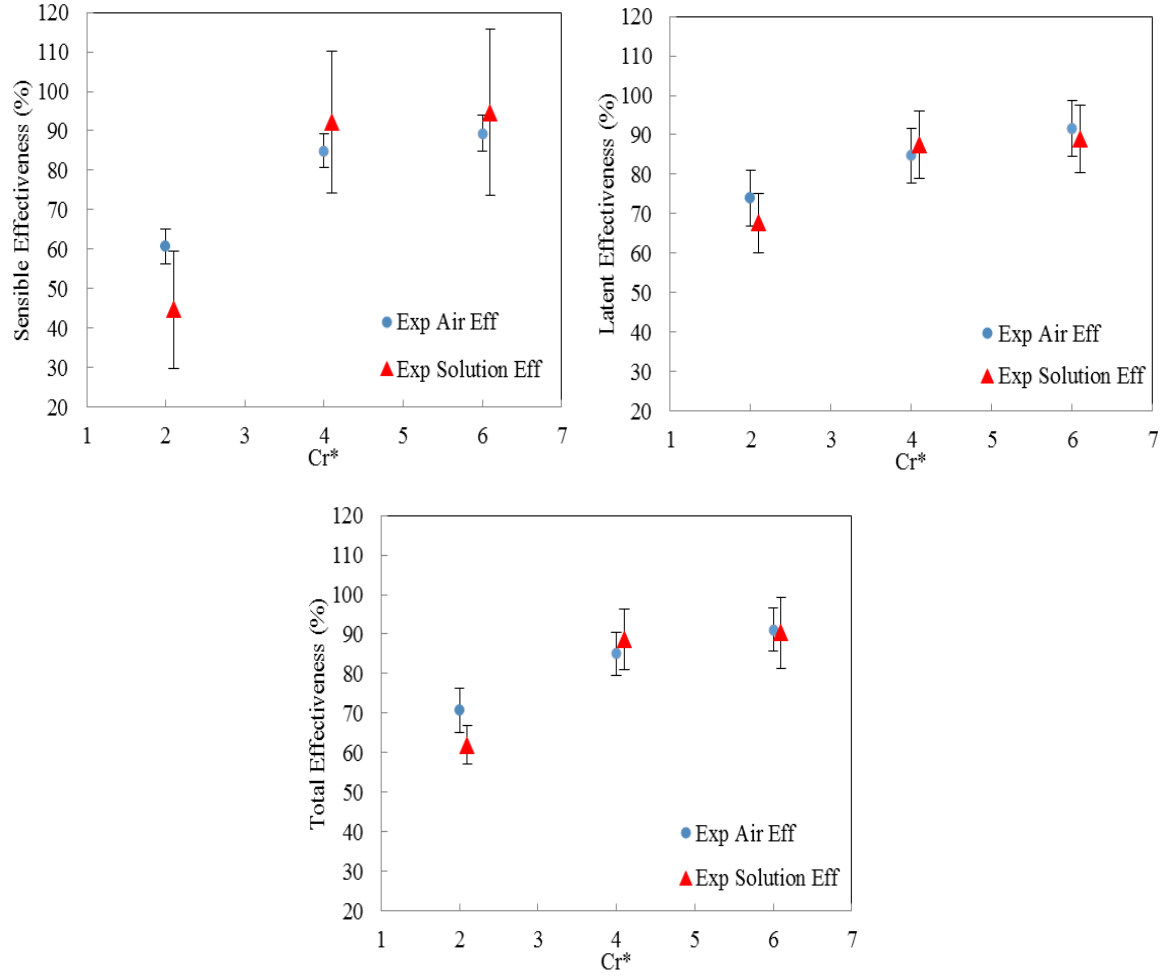 120
110
100
90
80
70
60
50
40
30
20
Sensible Effectiveness (%)
Exp Air Eff
Exp Solution Eff
1 2 3 4 5 6 7
Cr*
120
110
100
90
80
70
60
50
40
30
20
Latent Effectiveness (%)
Exp Air Eff
Exp Solution Eff
1 2 3 4 5 6 7
Cr*
120
110
100
90
80
70
60
50
40
30
20
Total Effectiveness (%)
Exp Air Eff
Exp Solution Eff
1 2 3 4 5 6 7
Cr*